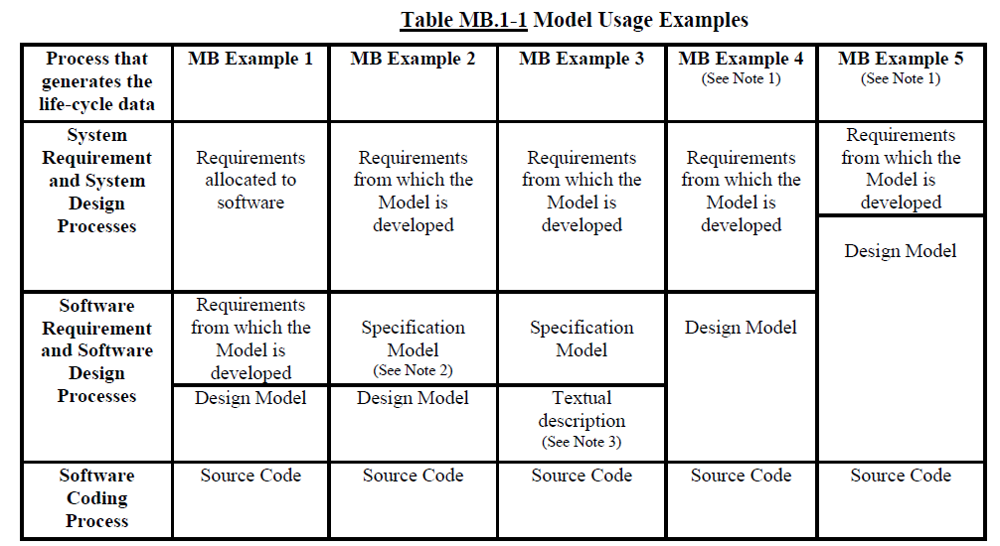 Table MB.1-1 Model Usage Examples
Process that
generates the
life-cycle data
MB Example 1
MB Example 2
MB Example 3
MB Example 4
(See Note 1)
MB Example 5
(See Note 1)
System
Requirement
and System
Design
Processes
Requirements
allocated to
software
Requirements
from which the
Model is
developed
Requirements
from which the
Model is
developed
Requirements
from which the
Model is
developed
Requirements
from which the
Model is
developed
Design Model
Software
Requirement
and Software
Design
Processes
Requirements
from which the
Model is
developed
Specification
Model
(See Note 2)
Specification
Model
Design Model
Design Model
Design Model
Textual
description
(See Note 3)
Software
Coding
Process
Source Code
Source Code
Source Code
Source Code
Source Code